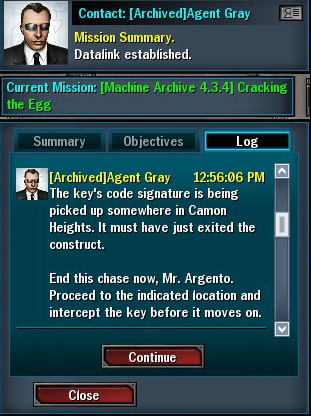 Contact: [Archived]Agent Gray
Mission Summary.
Datalink established.
Current Mission: [Machine Archive 4.3.4] Cracking
the Egg
Summary
Objectives
Log
[Archived]Agent Gray 12:56:06 PM
The key's code signature is being
picked up somewhere in Camon
Heights. It must have just exited the
construct.
End this chase now, Mr. Argento.
Proceed to the indicated location and
intercept the key before it moves on.
Continue
Close